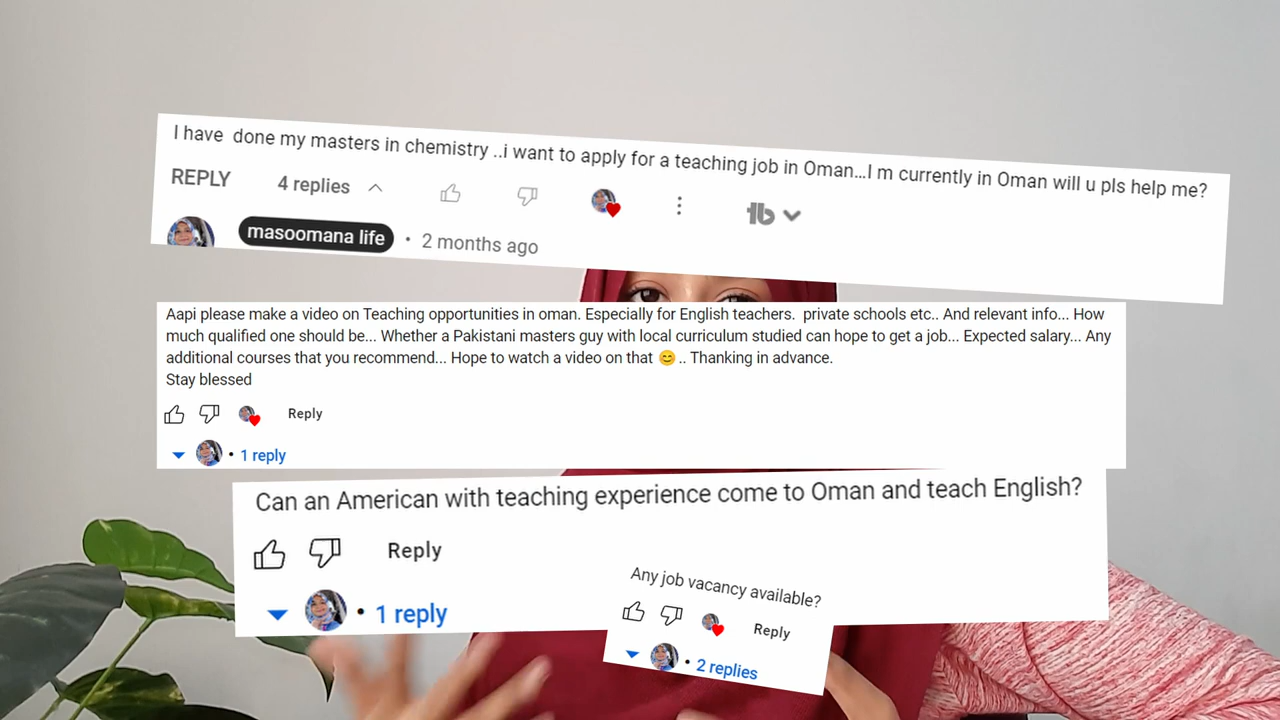 I have done my masters in chemistry ..i want to apply for a teaching job in Oman...I m currently in Oman will u pls help me?
REPLY 4 replies
masoomana life • 2 months ago
Aapi please make a video on Teaching opportunities in oman. Especially for English teachers. private schools etc.. And relevant info... How
much qualified one should be... Whether a Pakistani masters guy with local curriculum studied can hope to get a job... Expected salary... Any
additional courses that you recommend... Hope to watch a video on that 😊 .. Thanking in advance.
Stay blessed
Reply
• 1 reply
Can an American with teaching experience come to Oman and teach English?
Reply
• 1 reply
Any job vacancy available?
Reply
• 2 replies